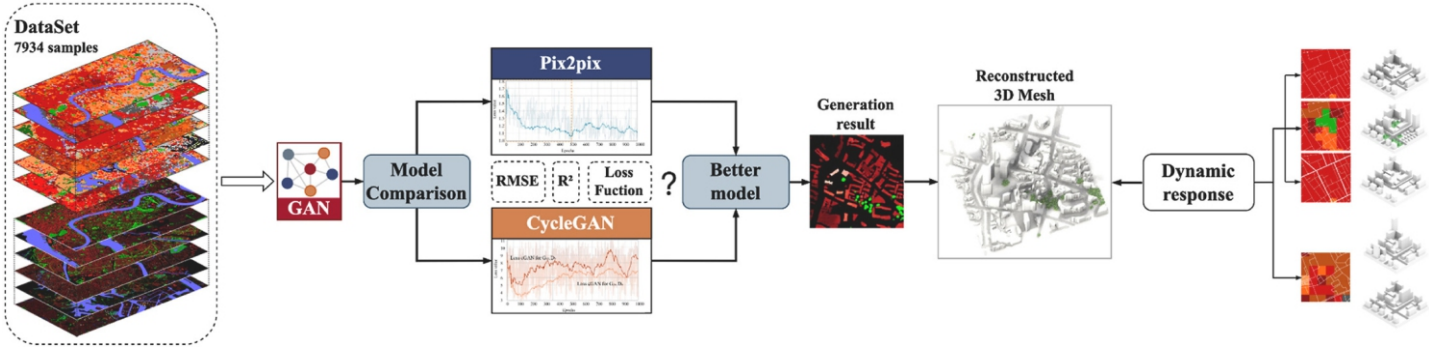 DataSet
7934 samples
GAN
Model
Comparison
Pix2pix
RMSE
R²
Loss
Fuction
?
CycleGAN
Better
model
Generation
result
Reconstructed
3D Mesh
Dynamic
response